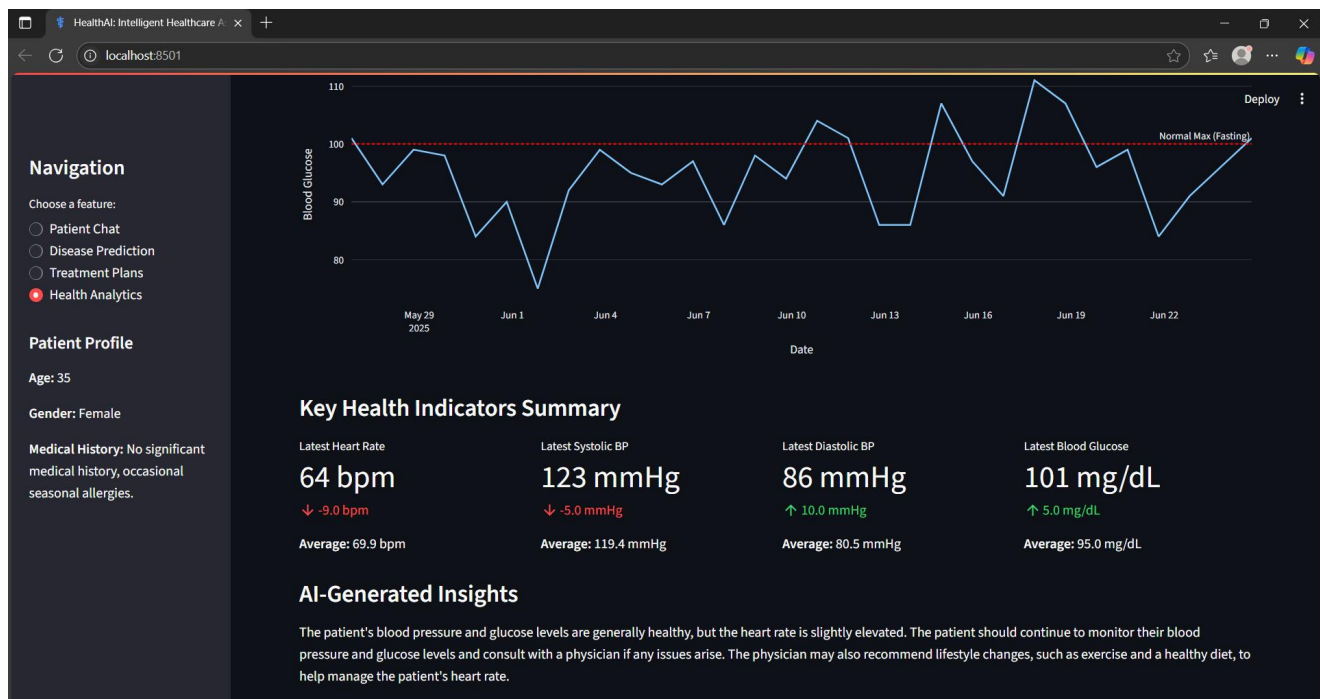 HealthAI: Intelligent Healthcare A
localhost:8501
Deploy
Navigation
Choose a feature:
Patient Chat
Disease Prediction
Treatment Plans
Health Analytics
Patient Profile
Age: 35
Gender: Female
Medical History: No significant
medical history, occasional
seasonal allergies.
110
100
90
80
Blood Glucose
Normal Max (Fasting)
May 29 Jun 1 Jun 4 Jun 7 Jun 10 Jun 13 Jun 16 Jun 19 Jun 22
2025
Date
Key Health Indicators Summary
Latest Heart Rate Latest Systolic BP Latest Diastolic BP Latest Blood Glucose
64 bpm 123 mmHg 86 mmHg 101 mg/dL
↓ -9.0 bpm ↓ -5.0 mmHg ↑ 10.0 mmHg ↑ 5.0 mg/dL
Average: 69.9 bpm Average: 119.4 mmHg Average: 80.5 mmHg Average: 95.0 mg/dL
AI-Generated Insights
The patient's blood pressure and glucose levels are generally healthy, but the heart rate is slightly elevated. The patient should continue to monitor their blood
pressure and glucose levels and consult with a physician if any issues arise. The physician may also recommend lifestyle changes, such as exercise and a healthy diet, to
help manage the patient's heart rate.